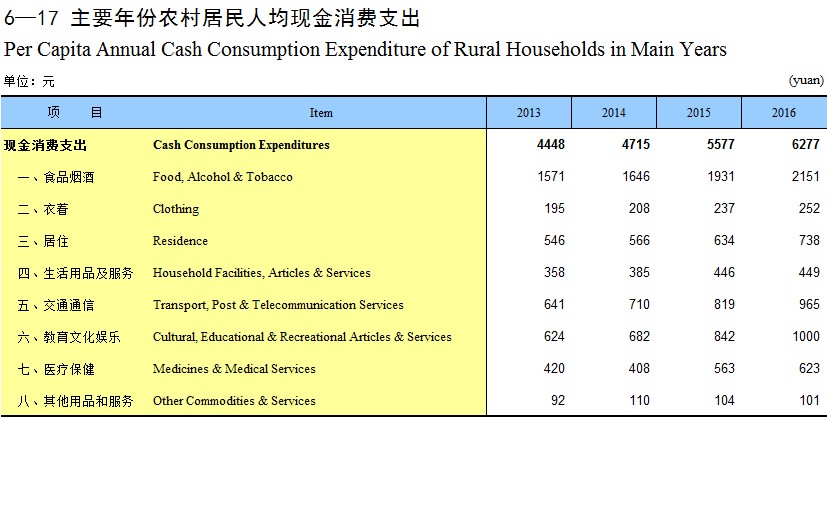 6—17 主要年份农村居民人均现金消费支出
Per Capita Annual Cash Consumption Expenditure of Rural Households in Main Years
单位：元 (yuan)
项 目 Item 2013 2014 2015 2016
现金消费支出 Cash Consumption Expenditures 4448 4715 5577 6277
一、食品烟酒 Food, Alcohol & Tobacco 1571 1646 1931 2151
二、衣着 Clothing 195 208 237 252
三、居住 Residence 546 566 634 738
四、生活用品及服务 Household Facilities, Articles & Services 358 385 446 449
五、交通通信 Transport, Post & Telecommunication Services 641 710 819 965
六、教育文化娱乐 Cultural, Educational & Recreational Articles & Services 624 682 842 1000
七、医疗保健 Medicines & Medical Services 420 408 563 623
八、其他用品和服务 Other Commodities & Services 92 110 104 101